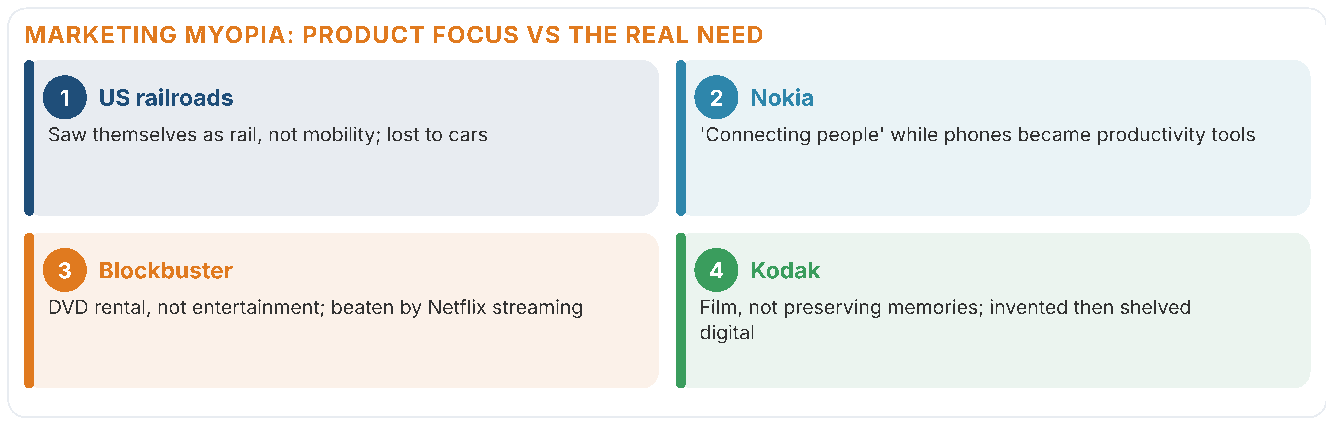 MARKETING MYOPIA: PRODUCT FOCUS VS THE REAL NEED
1 US railroads
Saw themselves as rail, not mobility; lost to cars
2 Nokia
'Connecting people' while phones became productivity tools
3 Blockbuster
DVD rental, not entertainment; beaten by Netflix streaming
4 Kodak
Film, not preserving memories; invented then shelved
digital